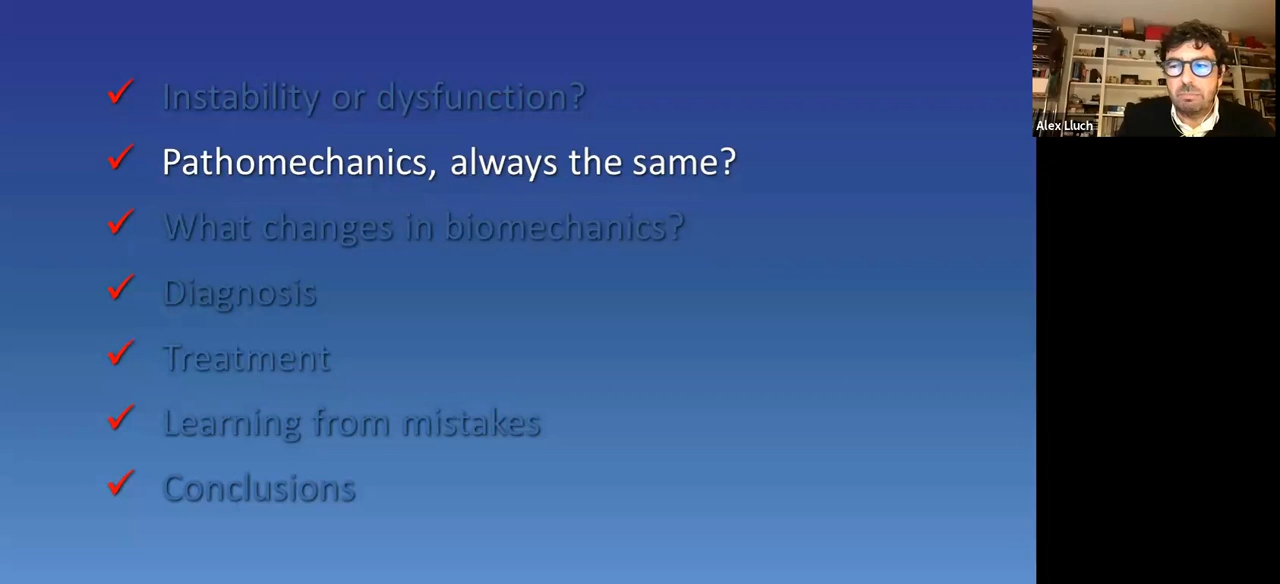 Instability or dysfunction?
Pathomechanics, always the same?
What changes in biomechanics?
Diagnosis
Treatment
Learning from mistakes
Conclusions
Alex Lluch